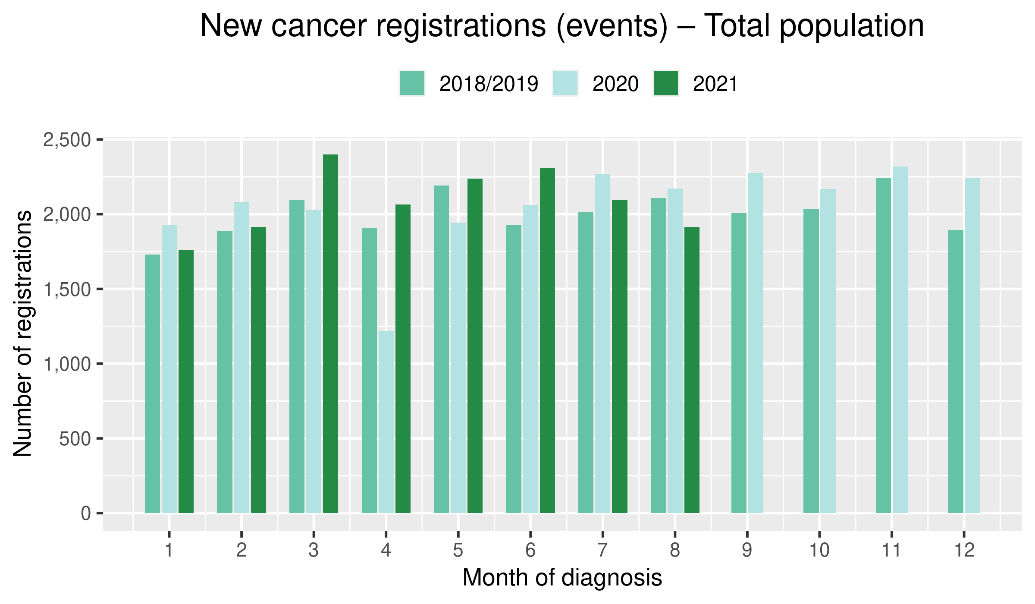 New cancer registrations (events) – Total population
2018/2019 2020 2021
Number of registrations
2,500
2,000
1,500
1,000
500
0
1 2 3 4 5 6 7 8 9 10 11 12
Month of diagnosis